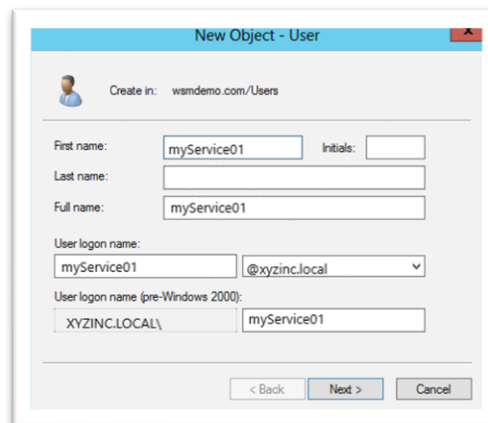 New Object - User
x
Create in: wsmdemo.com/Users
First name: myService01 Initials:
Last name:
Full name: myService01
User logon name:
myService01 @xyzinc.local
User logon name (pre-Windows 2000):
XYZINC.LOCAL\ myService01
< Back Next > Cancel